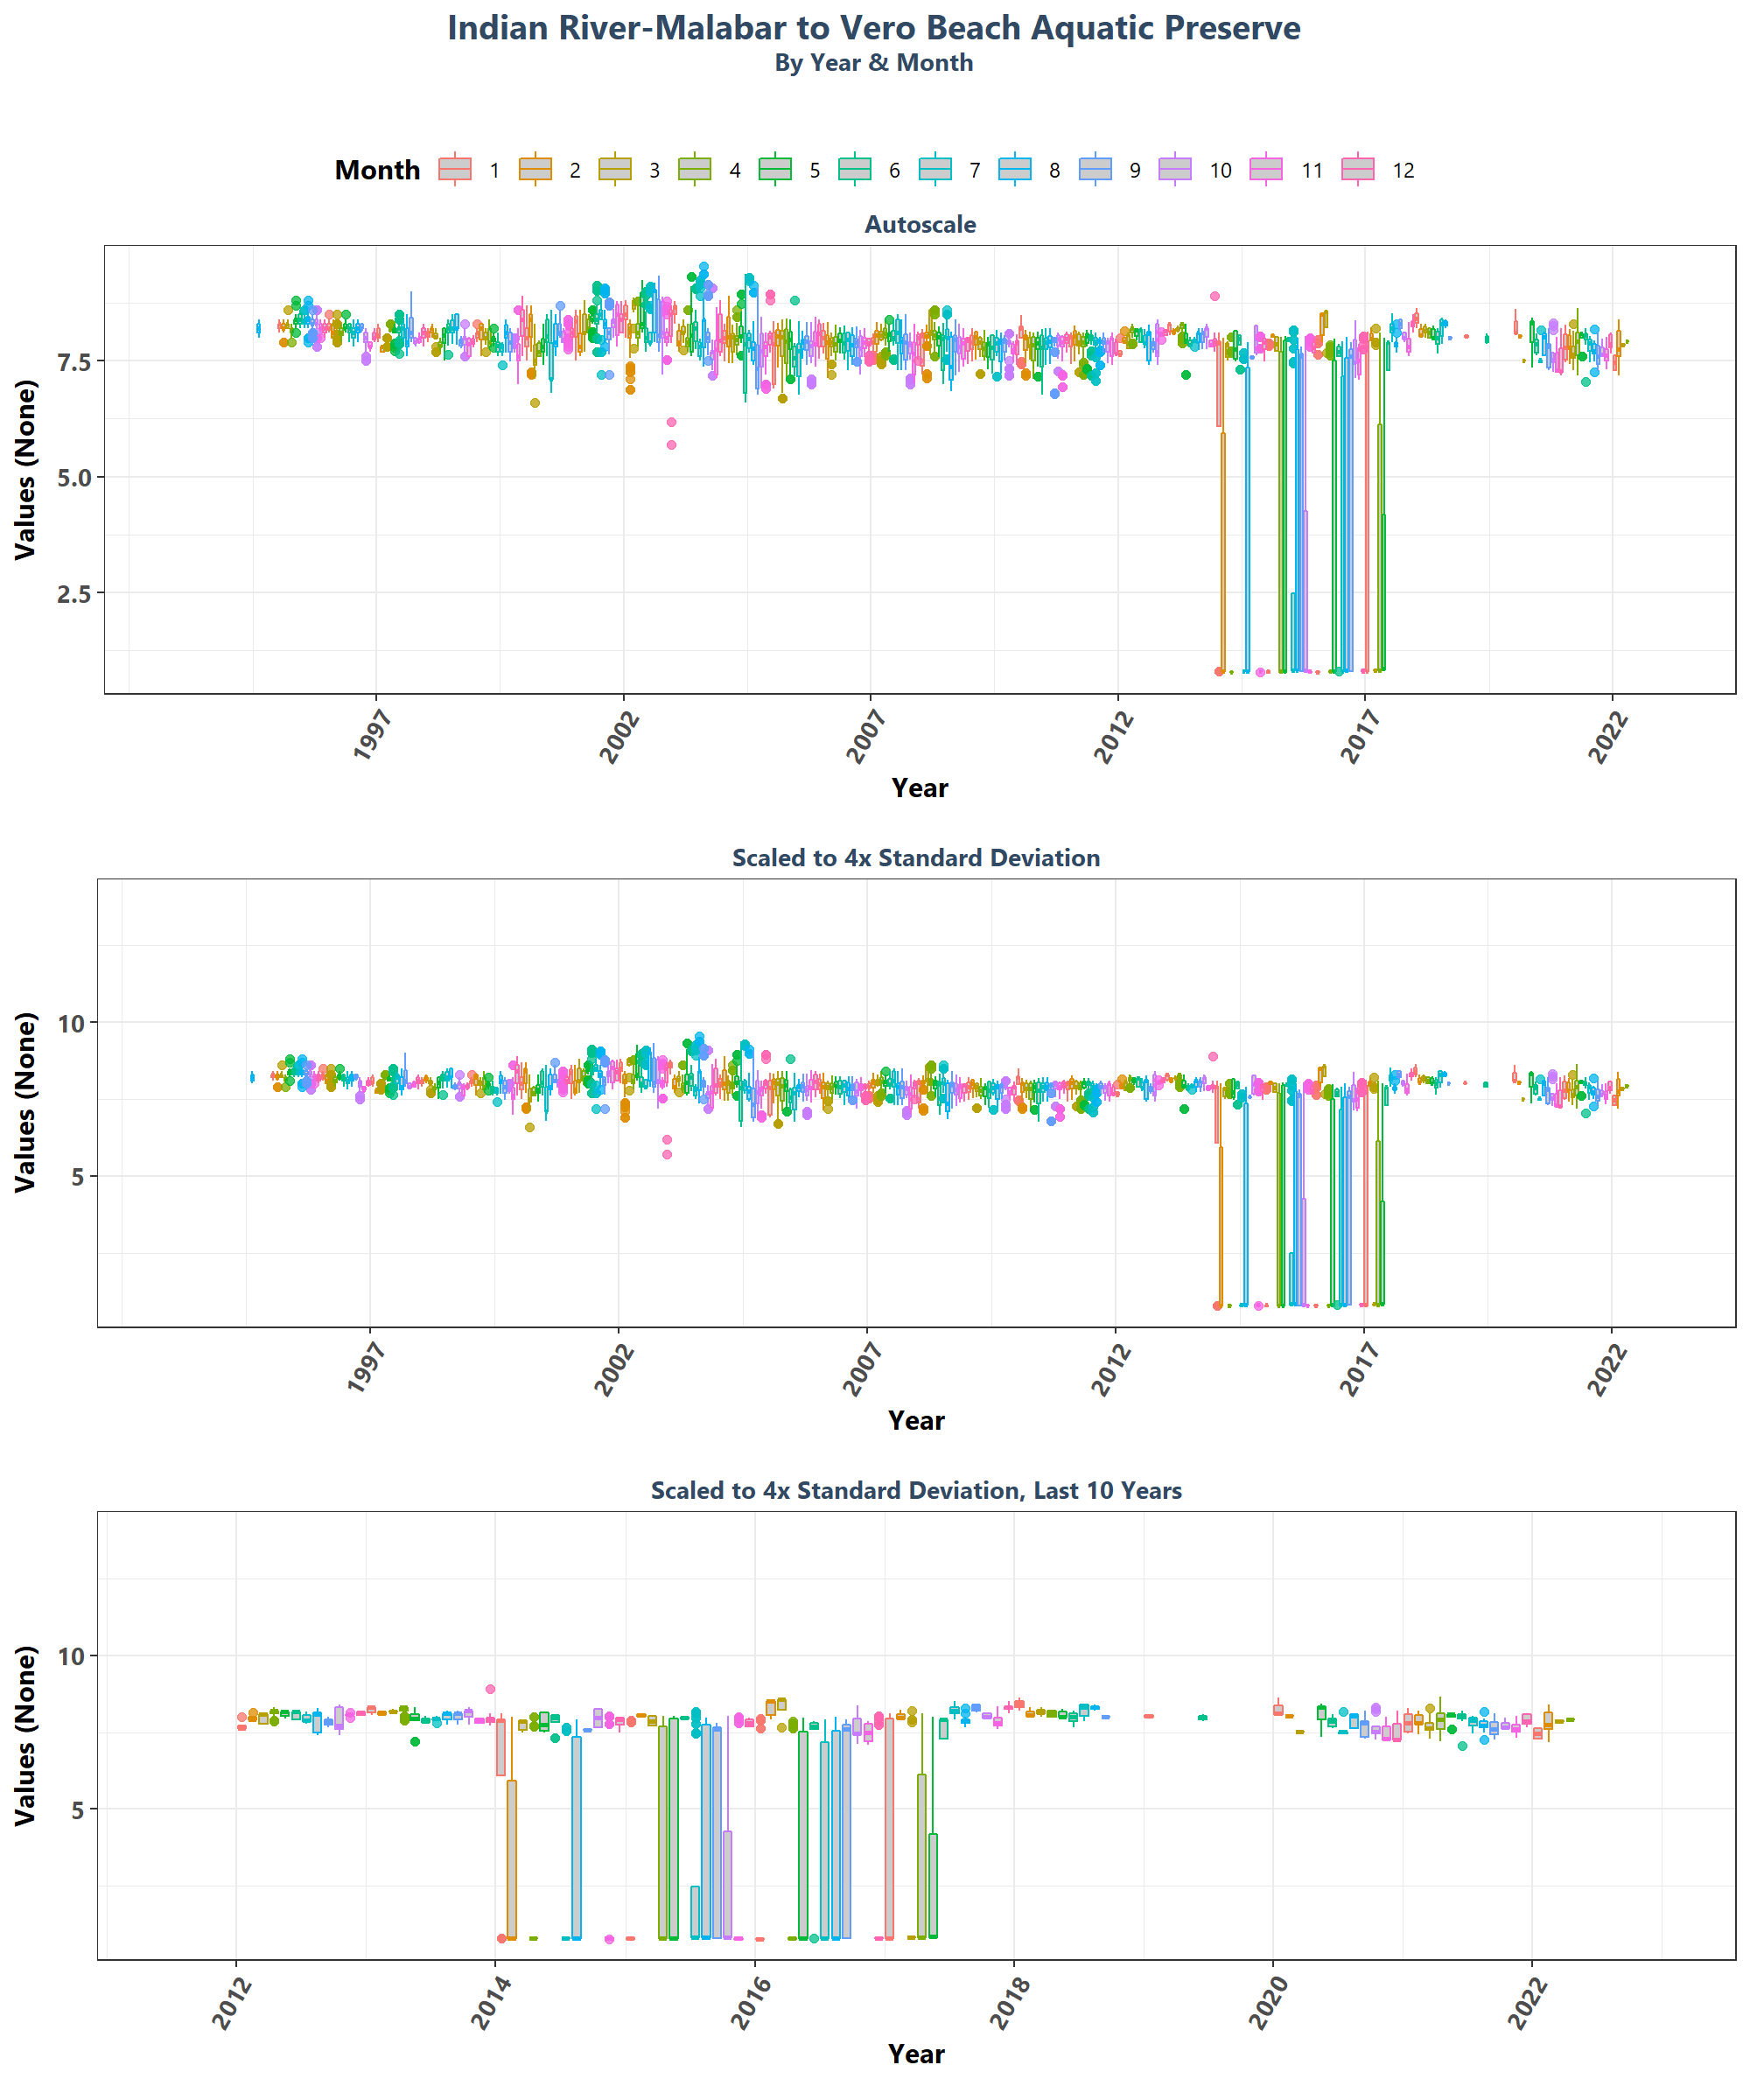 Indian River-Malabar to Vero Beach Aquatic Preserve
By Year & Month
Month 1 2 3 4 5 6 7 8 9 10 11 12
Autoscale
Values (None)
7.5
5.0
2.5
1997 2002 2007 2012 2017 2022
Year
Scaled to 4x Standard Deviation
Values (None)
10
5
1997 2002 2007 2012 2017 2022
Year
Scaled to 4x Standard Deviation, Last 10 Years
Values (None)
10
5
2012 2014 2016 2018 2020 2022
Year